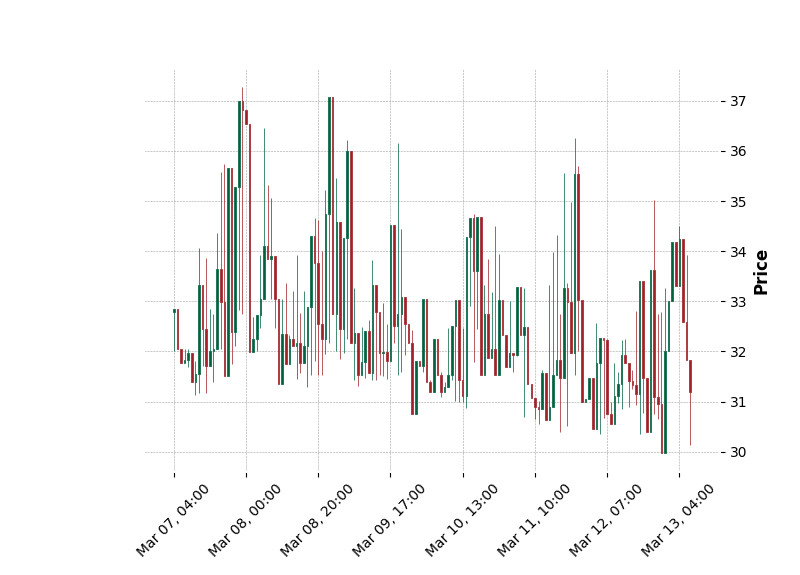 37
36
35
34
33
32
31
30
Price
Mar 07, 04:00
Mar 08, 00:00
Mar 08, 20:00
Mar 09, 17:00
Mar 10, 13:00
Mar 11, 10:00
Mar 12, 07:00
Mar 13, 04:00